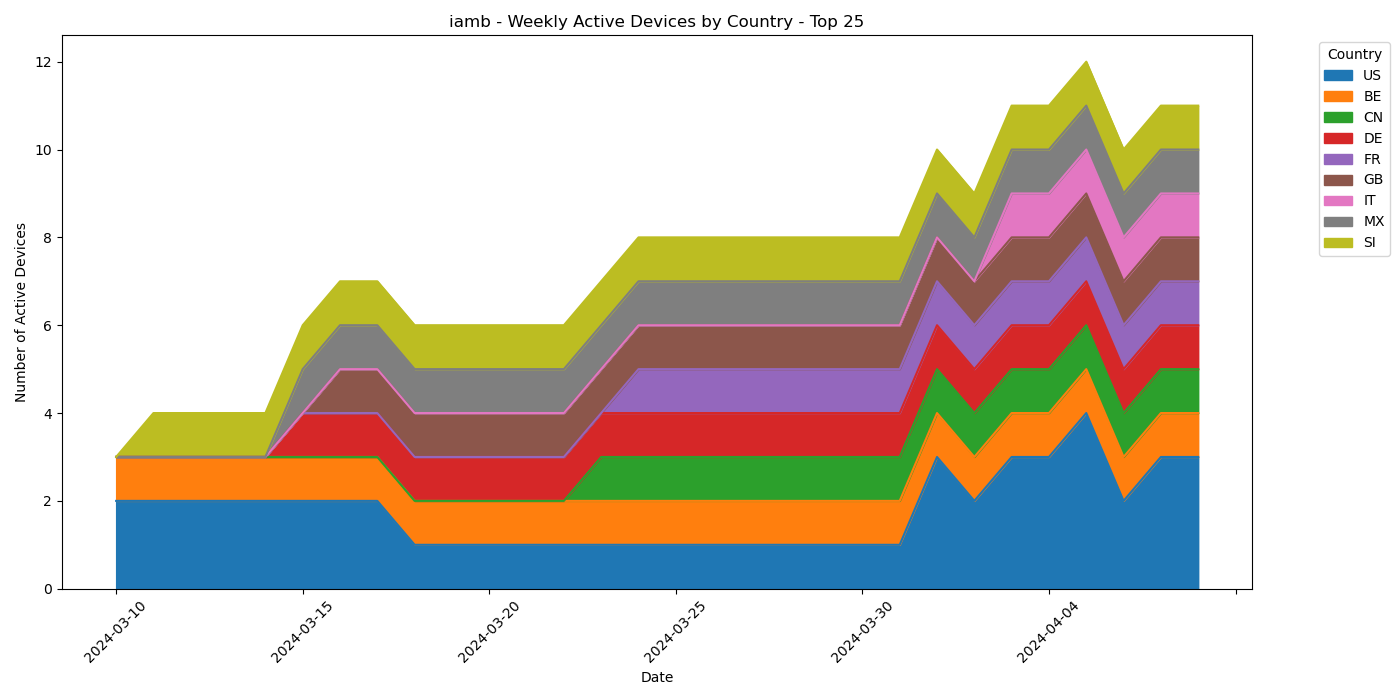 iamb - Weekly Active Devices by Country - Top 25
Number of Active Devices
12
10
8
6
4
2
0
2024-03-10
2024-03-15
2024-03-20
2024-03-25
2024-03-30
2024-04-04
Date
Country
US
BE
CN
DE
FR
GB
IT
MX
SI